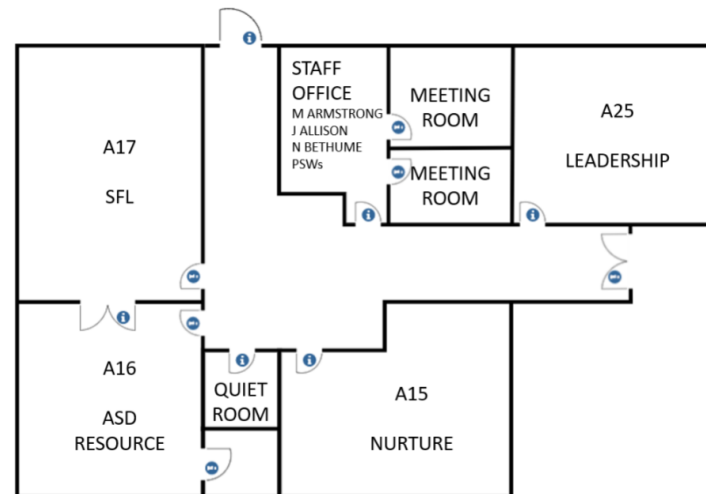 A17
SFL
STAFF
OFFICE
M ARMSTRONG
J ALLISON
N BETHUME
PSWs
MEETING
ROOM
MEETING
ROOM
A25
LEADERSHIP
A16
ASD
RESOURCE
QUIET
ROOM
A15
NURTURE